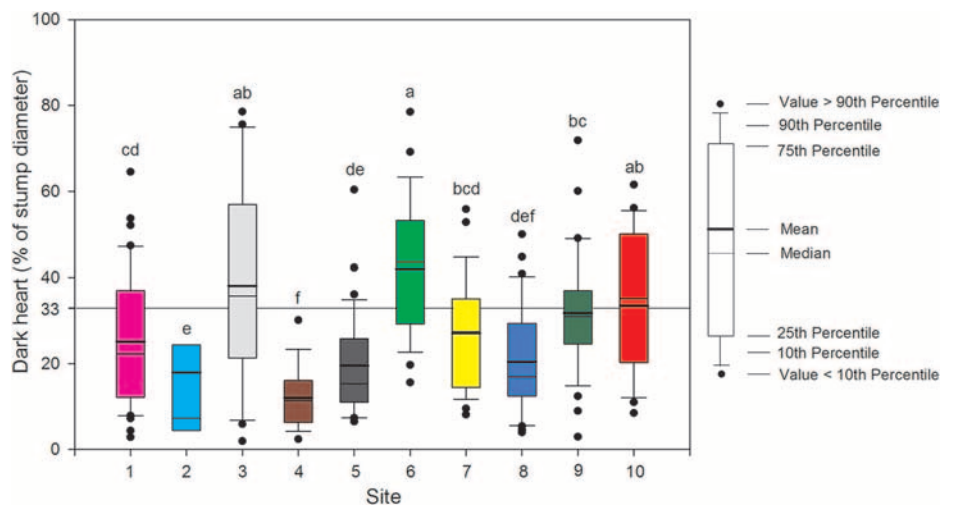 100
80
60
40
33
20
0
Dark heart (% of stump diameter)
cd
e
ab
f
de
a
bcd
def
bc
ab
1 2 3 4 5 6 7 8 9 10
Site
Value > 90th Percentile
90th Percentile
75th Percentile
Mean
Median
25th Percentile
10th Percentile
Value < 10th Percentile